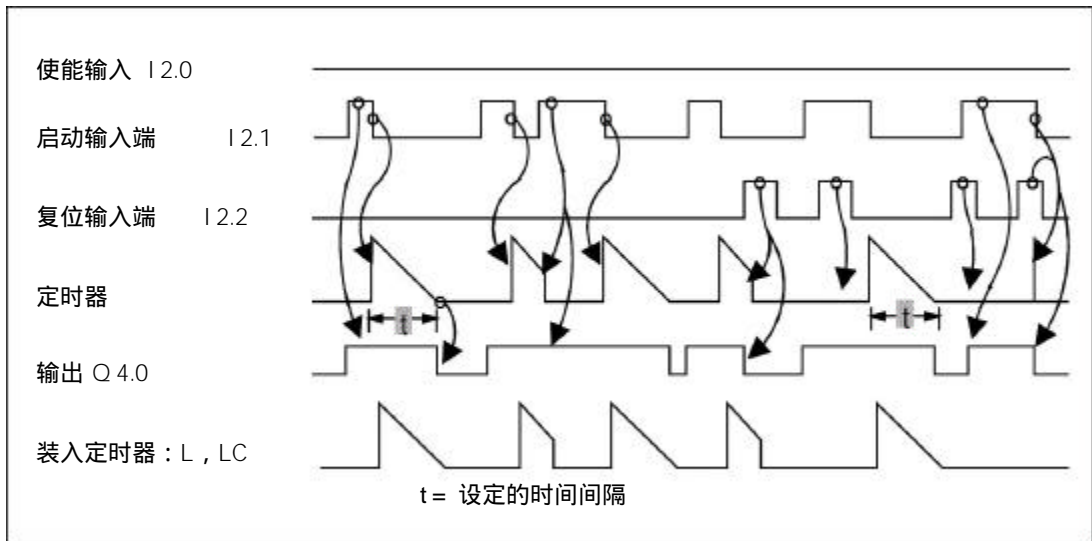 使能输入 I 2.0
启动输入端 I 2.1
复位输入端 I 2.2
定时器
t
t
输出 Q 4.0
装入定时器：L，LC
t = 设定的时间间隔